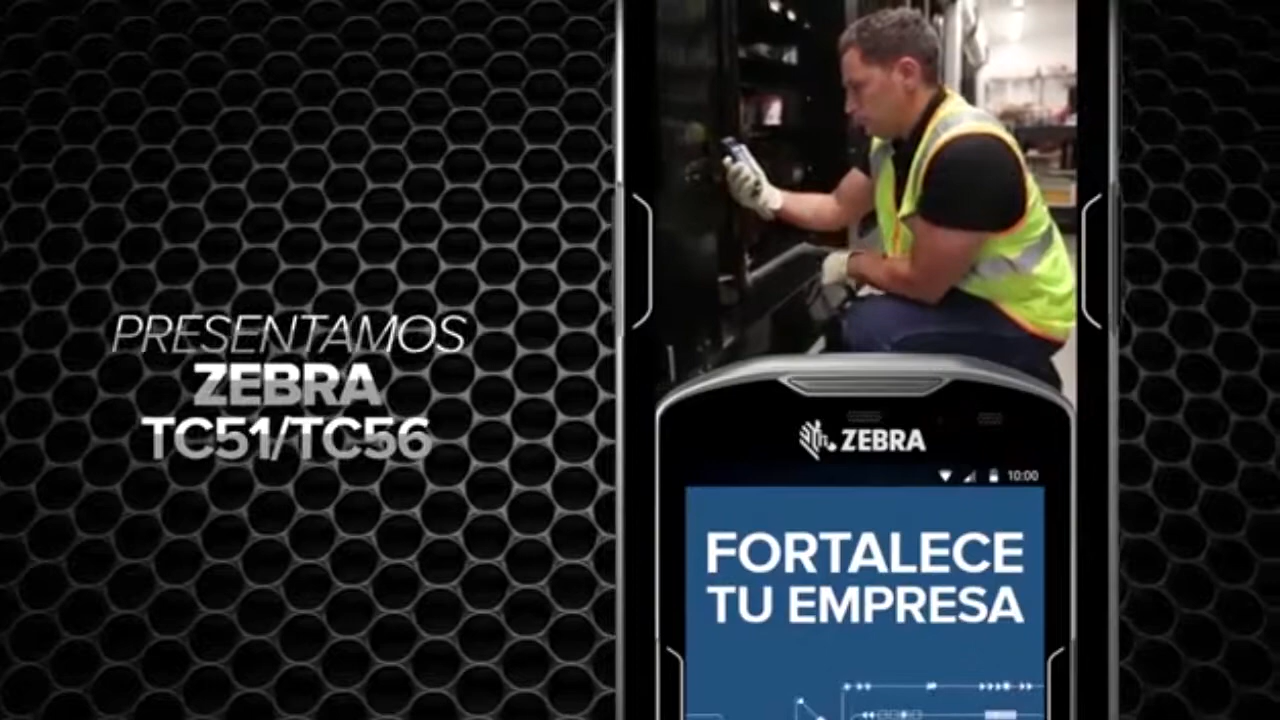 PRESENTAMOS
ZEBRA
TC51/TC56
ZEBRA
10:00
FORTALECE
TU EMPRESA